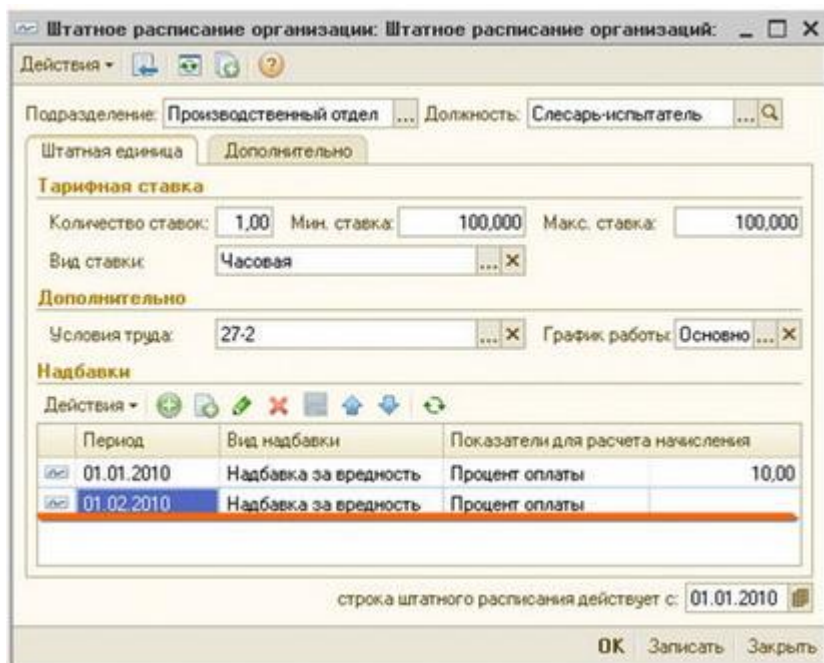 Штатное расписание организации: Штатное расписание организаций:
Действия
Подразделение: Производственный отдел ... Должность: Слесарь-испытатель ...
Штатная единица Дополнительно
Тарифная ставка
Количество ставок: 1,00 Мин. ставка: 100,000 Макс. ставка: 100,000
Вид ставки: Часовая ...
Дополнительно
Условия труда: 27-2 ... График работы: Основно ...
Надбавки
Действия
Период Вид надбавки Показатели для расчета начисления
01.01.2010 Надбавка за вредность Процент оплаты 10,00
01.02.2010 Надбавка за вредность Процент оплаты
строка штатного расписания действует с: 01.01.2010
OK Записать Закрыть